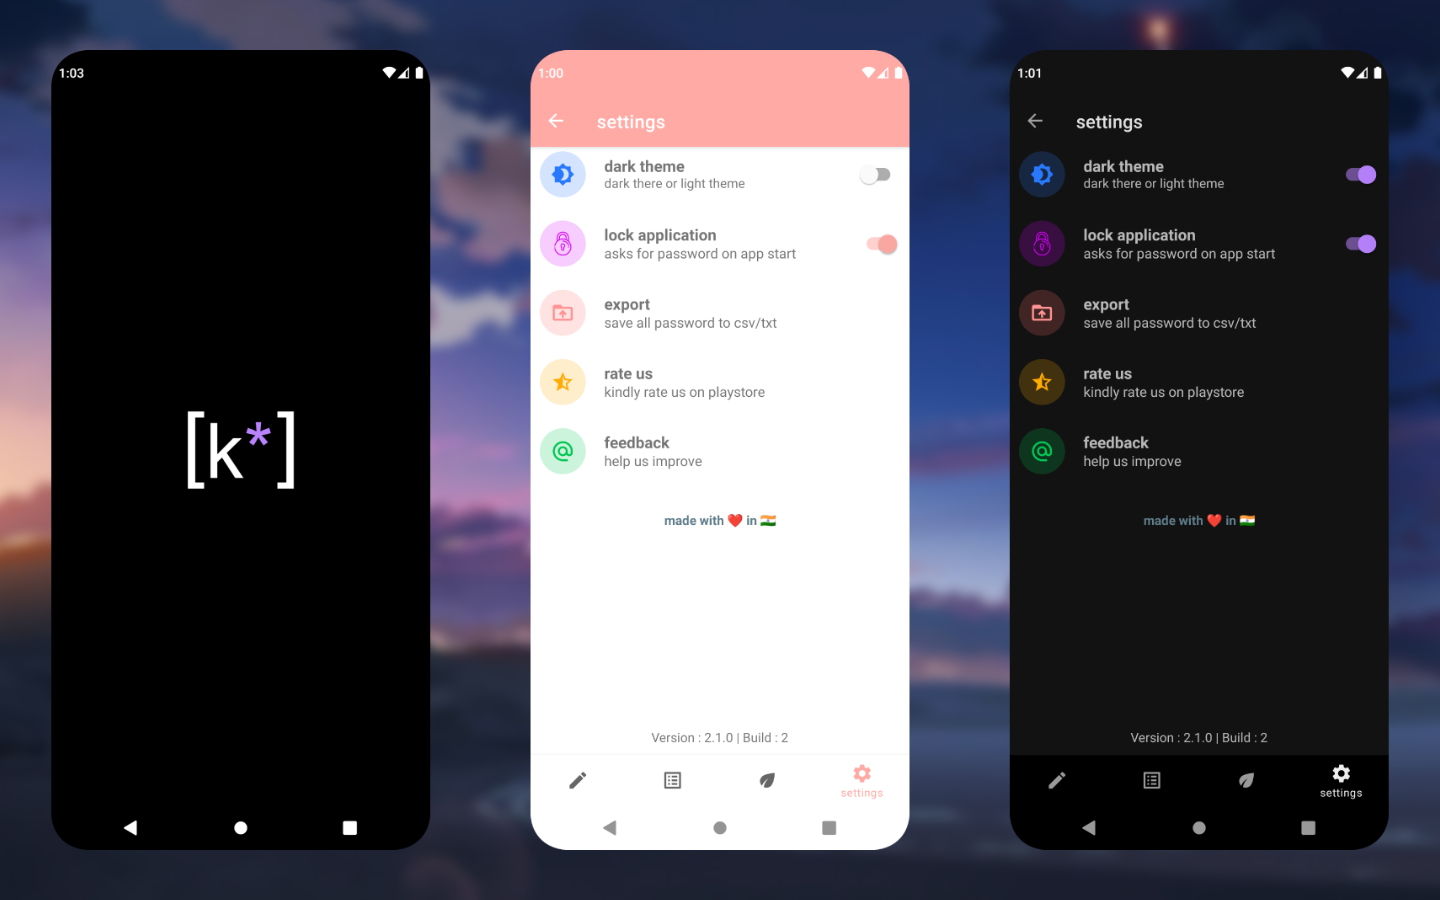 1:03
[k*]
1:00
settings
dark theme
dark there or light theme
lock application
asks for password on app start
export
save all password to csv/txt
rate us
kindly rate us on playstore
feedback
help us improve
made with ❤️ in 🇮🇳
Version : 2.1.0 | Build : 2
settings
1:01
settings
dark theme
dark there or light theme
lock application
asks for password on app start
export
save all password to csv/txt
rate us
kindly rate us on playstore
feedback
help us improve
made with ❤️ in 🇮🇳
Version : 2.1.0 | Build : 2
settings